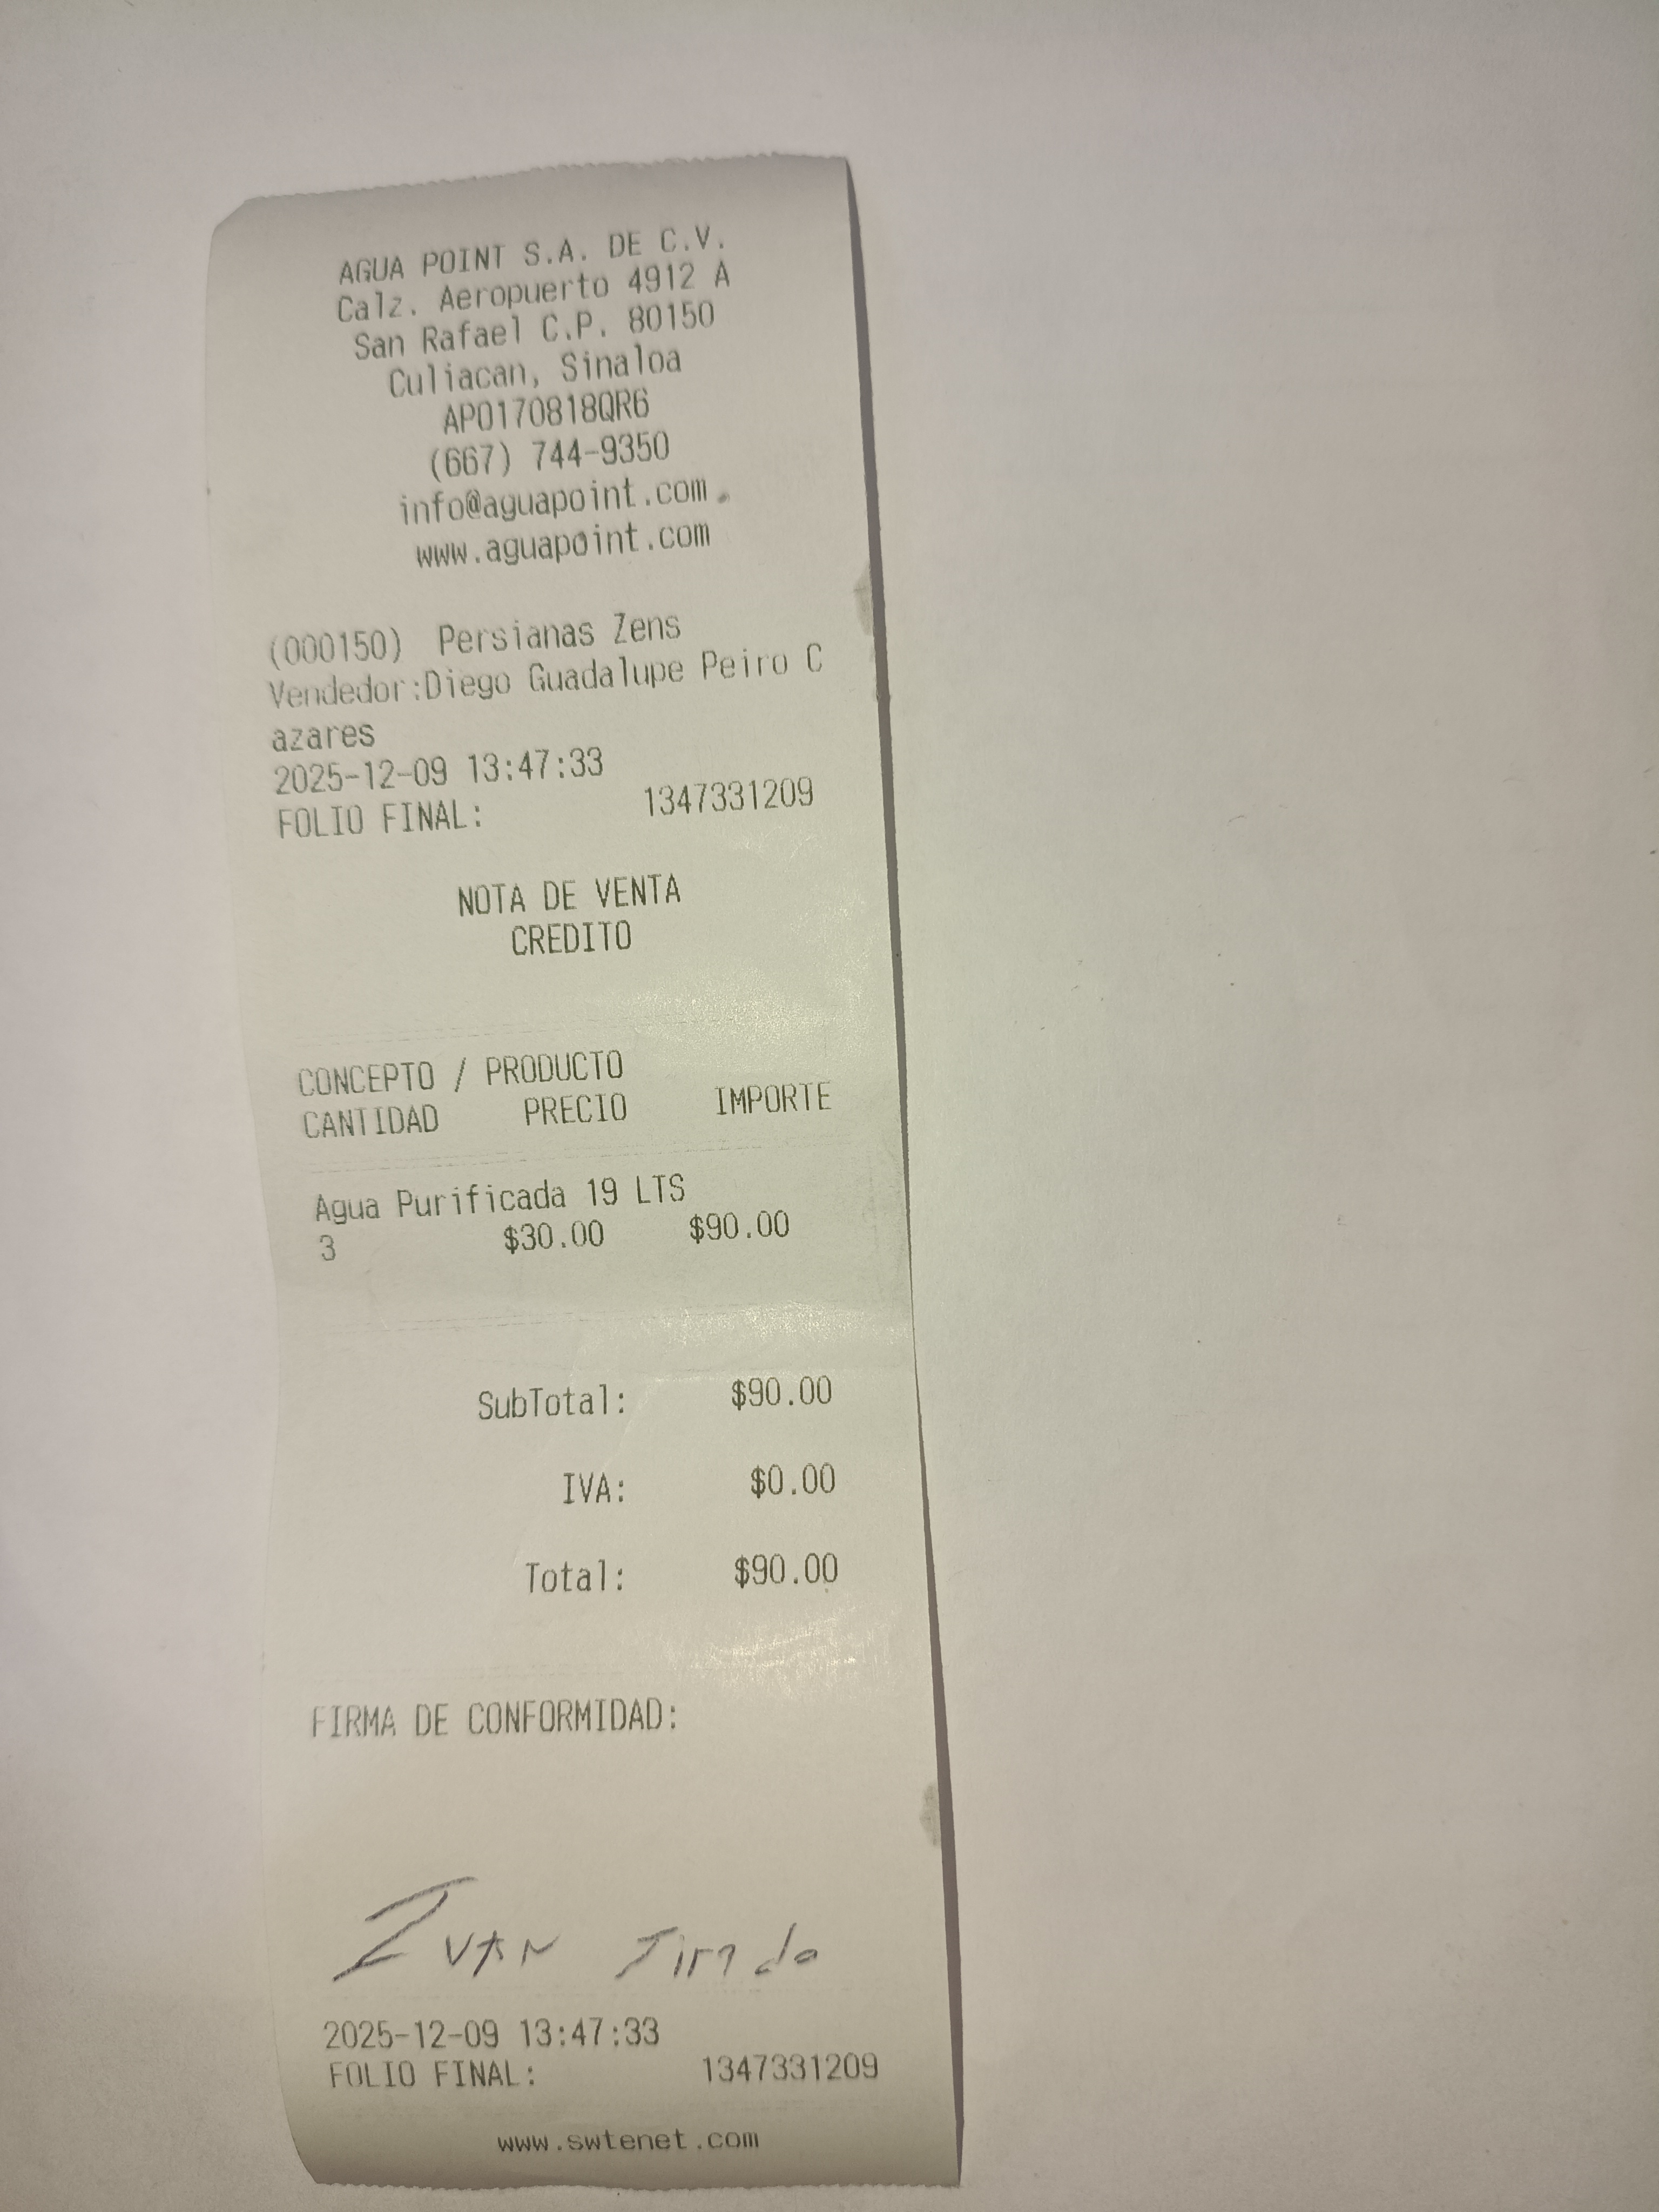 AGUA POINT S.A. DE C.V.
Calz. Aeropuerto 4912 A
San Rafael C.P. 80150
Culiacan, Sinaloa
APO170818QR6
(667) 744-9350
info@aguapoint.com
www.aguapoint.com
(000150) Persianas Zens
Vendedor:Diego Guadalupe Peiro C
azares
2025-12-09 13:47:33
FOLIO FINAL: 1347331209
NOTA DE VENTA
CREDITO
CONCEPTO / PRODUCTO
CANTIDAD PRECIO IMPORTE
Agua Purificada 19 LTS
3 $30.00 $90.00
SubTotal: $90.00
IVA: $0.00
Total: $90.00
FIRMA DE CONFORMIDAD:
IVAN Tirado
2025-12-09 13:47:33
FOLIO FINAL: 1347331209
www.swtenet.com